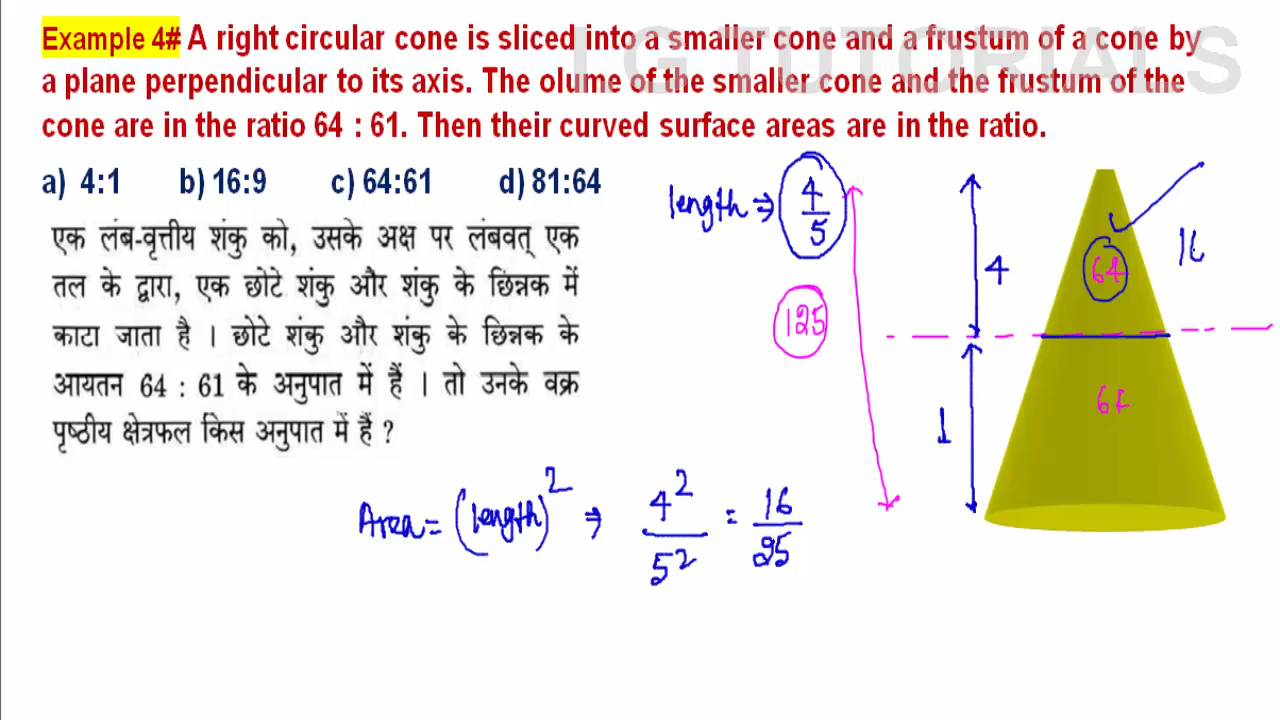 Example 4# A right circular cone is sliced into a smaller cone and a frustum of a cone by
a plane perpendicular to its axis. The olume of the smaller cone and the frustum of the
cone are in the ratio 64 : 61. Then their curved surface areas are in the ratio.
I G TUTORIALS
a) 4:1 b) 16:9 c) 64:61 d) 81:64
एक लंब-वृत्तीय शंकु को, उसके अक्ष पर लंबवत् एक
तल के द्वारा, एक छोटे शंकु और शंकु के छिन्नक में
काटा जाता है । छोटे शंकु और शंकु के छिन्नक के
आयतन 64 : 61 के अनुपात में हैं । तो उनके वक्र
पृष्ठीय क्षेत्रफल किस अनुपात में हैं ?
length ⇒ 4/5
125
4
1
64
16
61
Area = (length)² ⇒ 4²/5² = 16/25